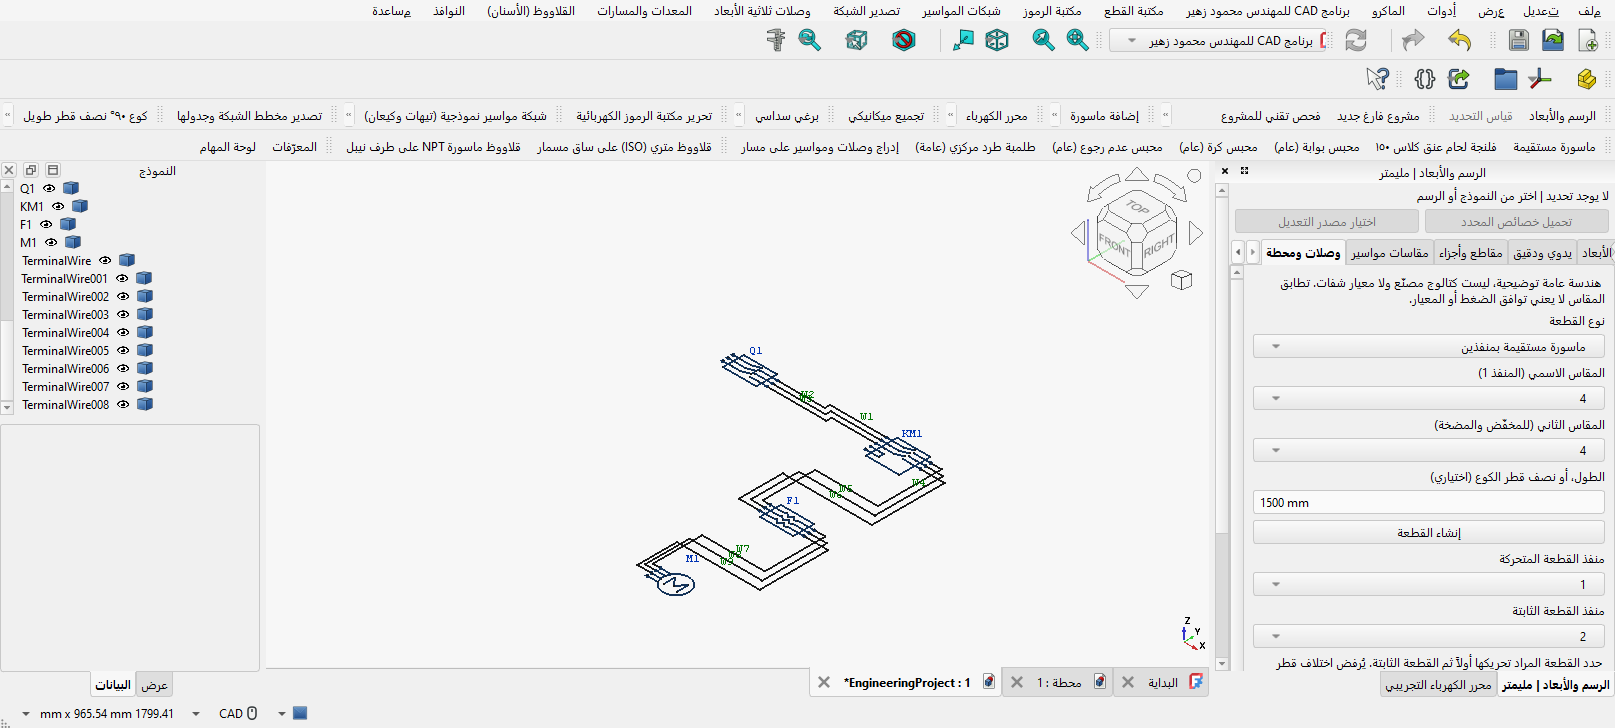 ملف تعديل عرض أدوات الماكرو برنامج CAD للمهندس محمود زهير مكتبة القطع مكتبة الرموز شبكات المواسير تصدير الشبكة وصلات ثلاثية الأبعاد المعدات والمسارات القلاووظ (الأسنان) النوافذ مساعدة
برنامج CAD للمهندس محمود زهير
الرسم والأبعاد قياس التحديد مشروع فارغ جديد فحص تقني للمشروع « إضافة ماسورة « محرر الكهرباء « تجميع ميكانيكي برغي سداسي « تحرير مكتبة الرموز الكهربائية شبكة مواسير نموذجية (تيهات وكيعان) « تصدير مخطط الشبكة وجدولها كوع ٩٠° نصف قطر طويل «
ماسورة مستقيمة فلنجة لحام عنق كلاس ١٥٠ محبس بوابة (عام) محبس كرة (عام) محبس عدم رجوع (عام) طلمبة طرد مركزي (عامة) إدراج وصلات ومواسير على مسار قلاووظ متري (ISO) على ساق مسمار قلاووظ ماسورة NPT على طرف نيبل المعرّفات لوحة المهام
النموذج
Q1
KM1
F1
M1
TerminalWire
TerminalWire001
TerminalWire002
TerminalWire003
TerminalWire004
TerminalWire005
TerminalWire006
TerminalWire007
TerminalWire008
عرض البيانات
TOP
FRONT
RIGHT
Q1
W2
W1
KM1
W4
W5
F1
W7
M1
W9
Z
Y
X
الرسم والأبعاد | مليمتر
لا يوجد تحديد | اختر من النموذج أو الرسم
تحميل خصائص المحدد اختيار مصدر التعديل
الأبعاد يدوي ودقيق مقاطع وأجزاء مقاسات مواسير وصلات ومحطة
هندسة عامة توضيحية، ليست كتالوج مصنّع ولا معيار شفات. تطابق
المقاس لا يعني توافق الضغط أو المعيار.
نوع القطعة
ماسورة مستقيمة بمنفذين
المقاس الاسمي (المنفذ 1)
4
المقاس الثاني (للمخفّض والمضخة)
4
الطول، أو نصف قطر الكوع (اختياري)
1500 mm
إنشاء القطعة
منفذ القطعة المتحركة
1
منفذ القطعة الثابتة
2
حدد القطعة المراد تحريكها أولاً ثم القطعة الثابتة. يُرفض اختلاف قطر
الرسم والأبعاد | مليمتر محرر الكهرباء التجريبي
البداية
محطة : 1
EngineeringProject : 1*
mm x 965.54 mm 1799.41
CAD